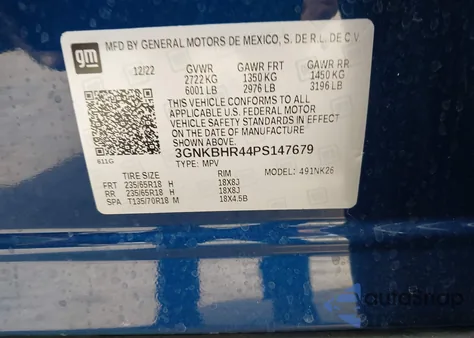 gm
MFD BY GENERAL MOTORS DE MEXICO, S. DE R.L. DE C.V.
12/22 GVWR GAWR FRT GAWR RR
2722 KG 1350 KG 1450 KG
6001 LB 2976 LB 3196 LB
THIS VEHICLE CONFORMS TO ALL
APPLICABLE U.S. FEDERAL MOTOR
VEHICLE SAFETY STANDARDS IN
EFFECT ON THE DATE OF MANUFACTURE
SHOWN ABOVE.
3GNKBHR44PS147679
611G TYPE: MPV MODEL: 491NK26
TIRE SIZE RIM
FRT 235/65R18 H 18X8J
RR 235/65R18 H 18X8J
SPA T135/70R18 M 18X4.5B
autosnap